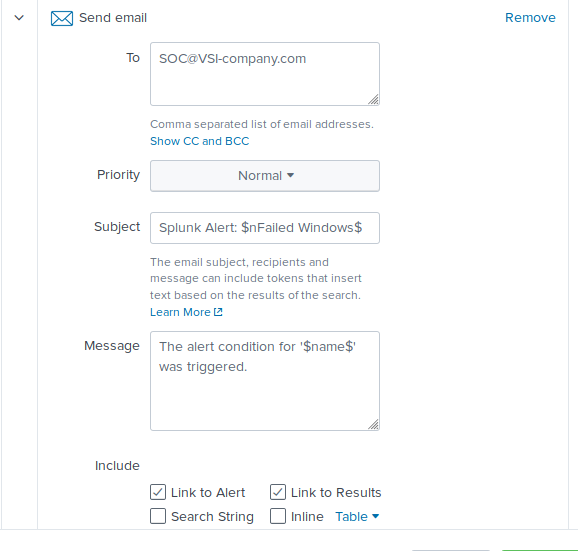 Send email
Remove
To
SOC@VSI-company.com
Comma separated list of email addresses.
Show CC and BCC
Priority
Normal
Subject
Splunk Alert: $nFailed Windows$
The email subject, recipients and
message can include tokens that insert
text based on the results of the search.
Learn More
Message
The alert condition for '$name$'
was triggered.
Include
Link to Alert
Link to Results
Search String
Inline Table